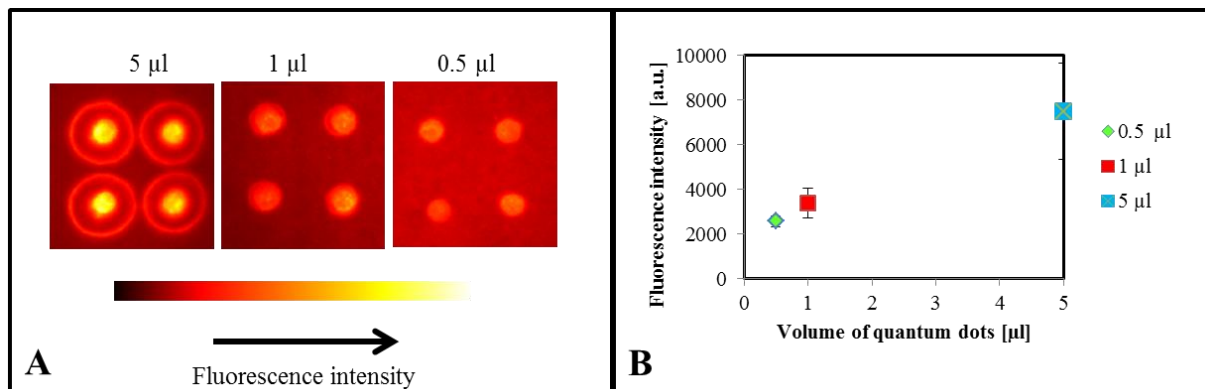 5 µl 1 µl 0.5 µl
A
Fluorescence intensity
Fluorescence intensity [a.u.]
10000
8000
6000
4000
2000
0
0 1 2 3 4 5
Volume of quantum dots [µl]
0.5 µl
1 µl
5 µl
B